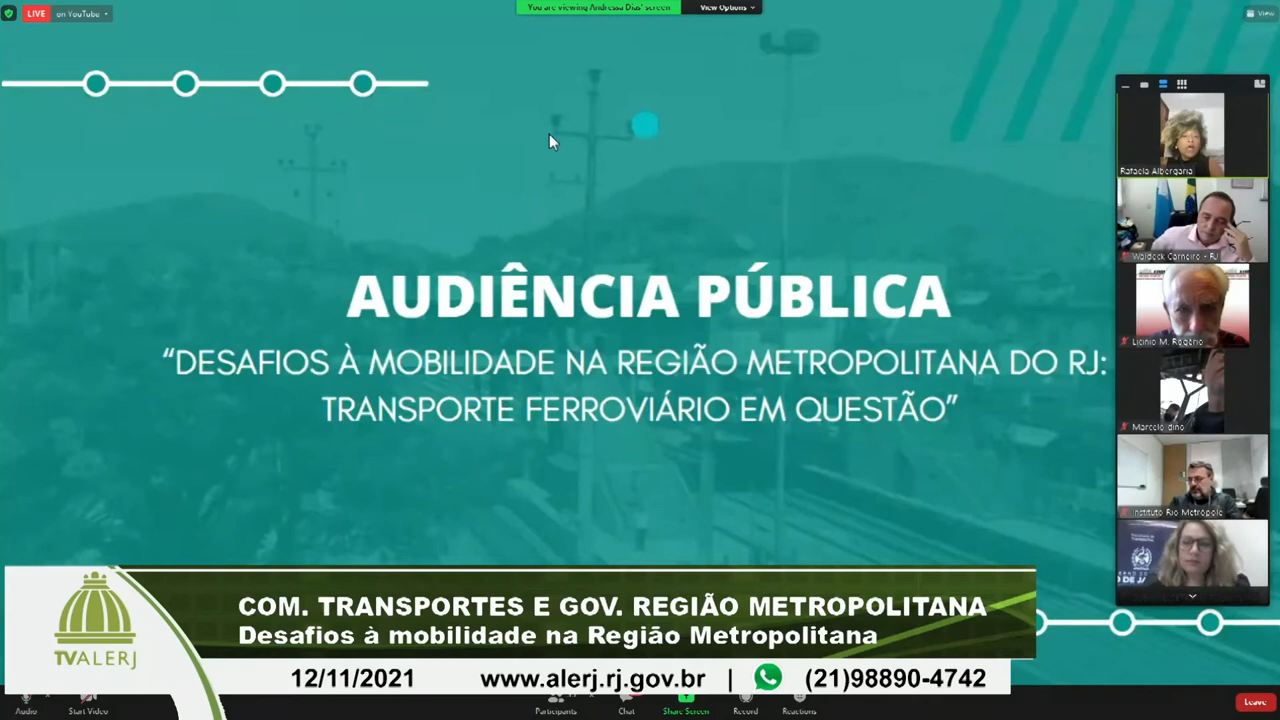 LIVE on YouTube
You are viewing Andressa Dias' screen
View Options
View
AUDIÊNCIA PÚBLICA
“DESAFIOS À MOBILIDADE NA REGIÃO METROPOLITANA DO RJ:
TRANSPORTE FERROVIÁRIO EM QUESTÃO”
Rafaela Albergaria
Waldeck Carneiro - RJ
Licinio M. Rogério
Marcelo dino
Instituto Rio Metrópole
TVALERJ
COM. TRANSPORTES E GOV. REGIÃO METROPOLITANA
Desafios à mobilidade na Região Metropolitana
12/11/2021 www.alerj.rj.gov.br | (21)98890-4742
Audio
Start Video
Participants
Chat
Share Screen
Record
Reactions
Leave